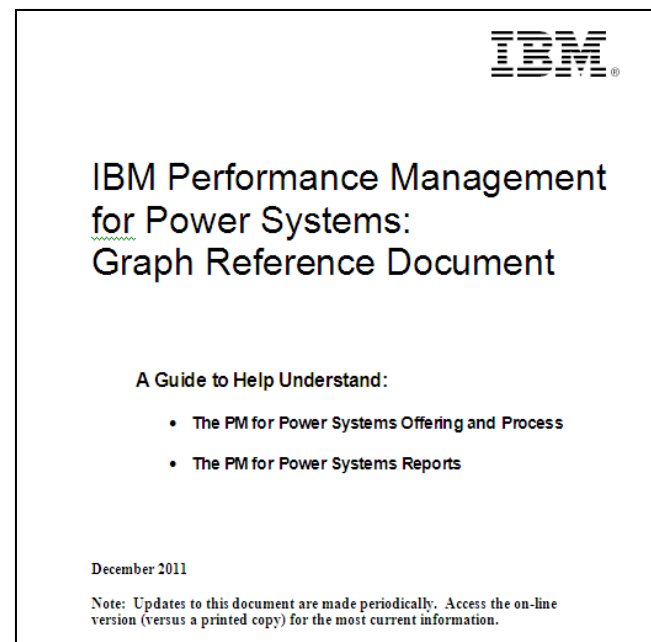 IBM®
IBM Performance Management
for Power Systems:
Graph Reference Document
A Guide to Help Understand:
• The PM for Power Systems Offering and Process
• The PM for Power Systems Reports
December 2011
Note: Updates to this document are made periodically. Access the on-line
version (versus a printed copy) for the most current information.